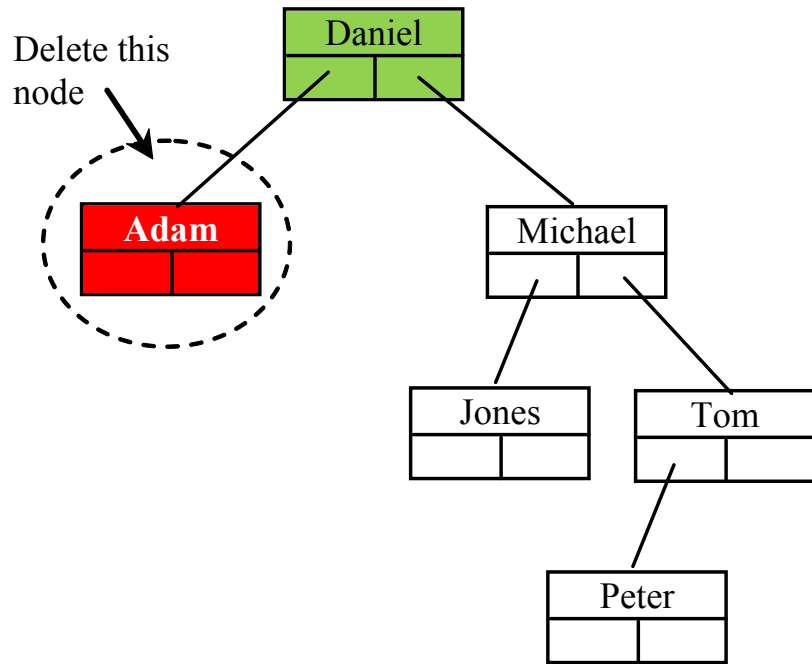 Daniel
Delete this
node
Adam
Michael
Jones
Tom
Peter